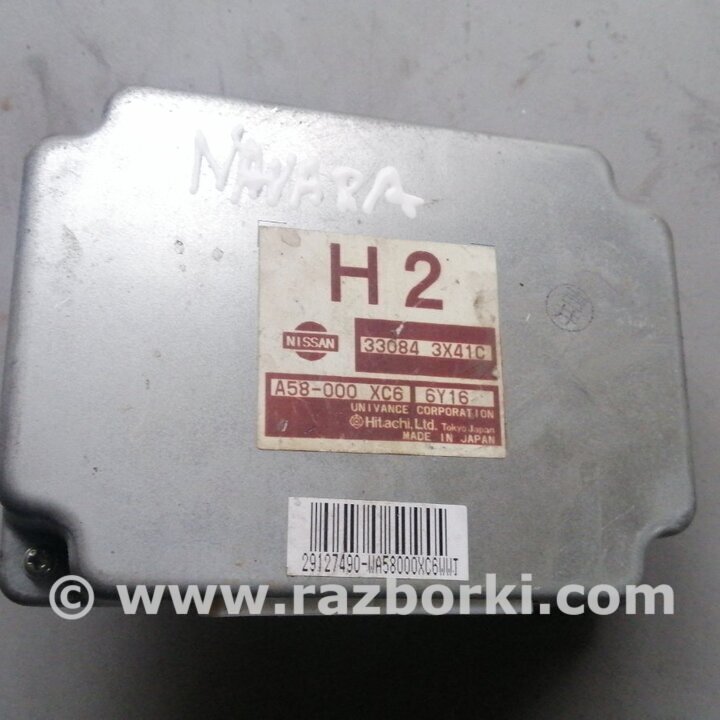 NAVARA
H2
NISSAN 33084 3X41C
A58-000 XC6 6Y16
UNIVANCE CORPORATION
Hitachi,Ltd. Tokyo Japan
MADE IN JAPAN
29127490-WA58000XC6WWI
© www.razborki.com